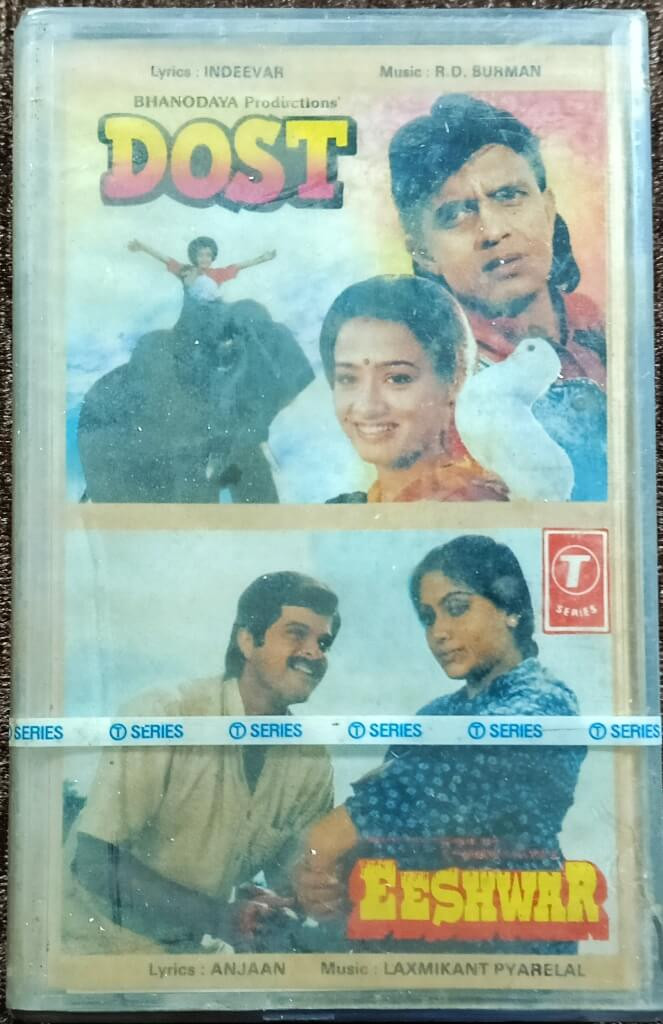 Lyrics : INDEEVAR Music : R.D. BURMAN
BHANODAYA Productions'
DOST
T
SERIES
SERIES T SERIES T SERIES T SERIES T SERIES T SERIES
EESHWAR
Lyrics : ANJAAN Music : LAXMIKANT PYARELAL